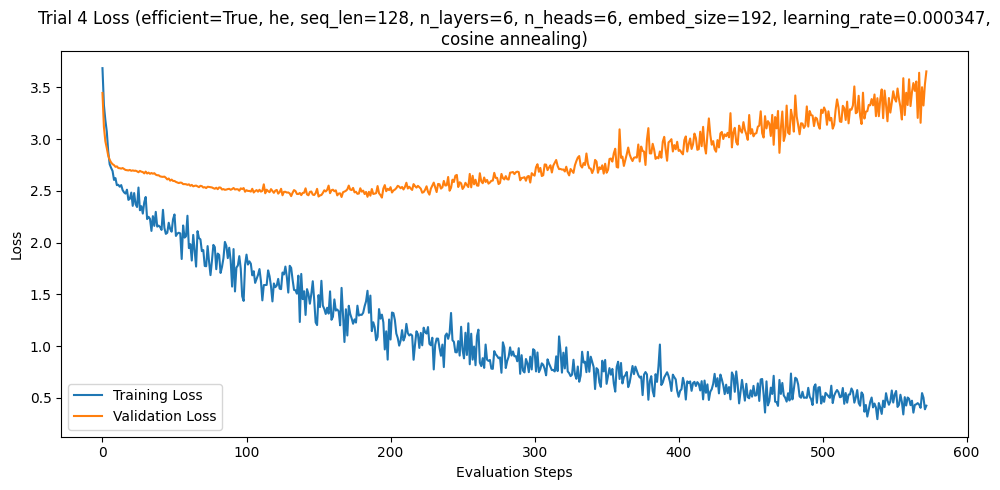 Trial 4 Loss (efficient=True, he, seq_len=128, n_layers=6, n_heads=6, embed_size=192, learning_rate=0.000347,
cosine annealing)
Loss
3.5
3.0
2.5
2.0
1.5
1.0
0.5
Training Loss
Validation Loss
0
100
200
300
400
500
600
Evaluation Steps